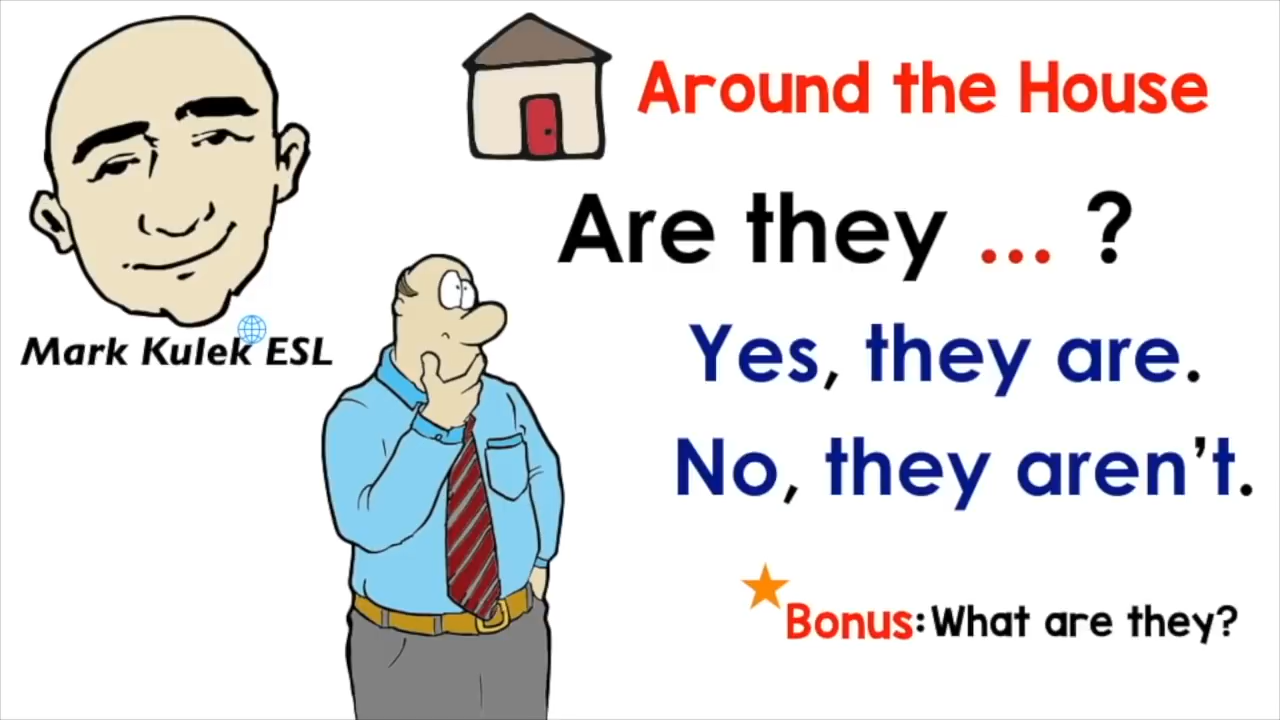 Around the House
Are they ... ?
Yes, they are.
No, they aren't.
Mark Kulek ESL
Bonus: What are they?